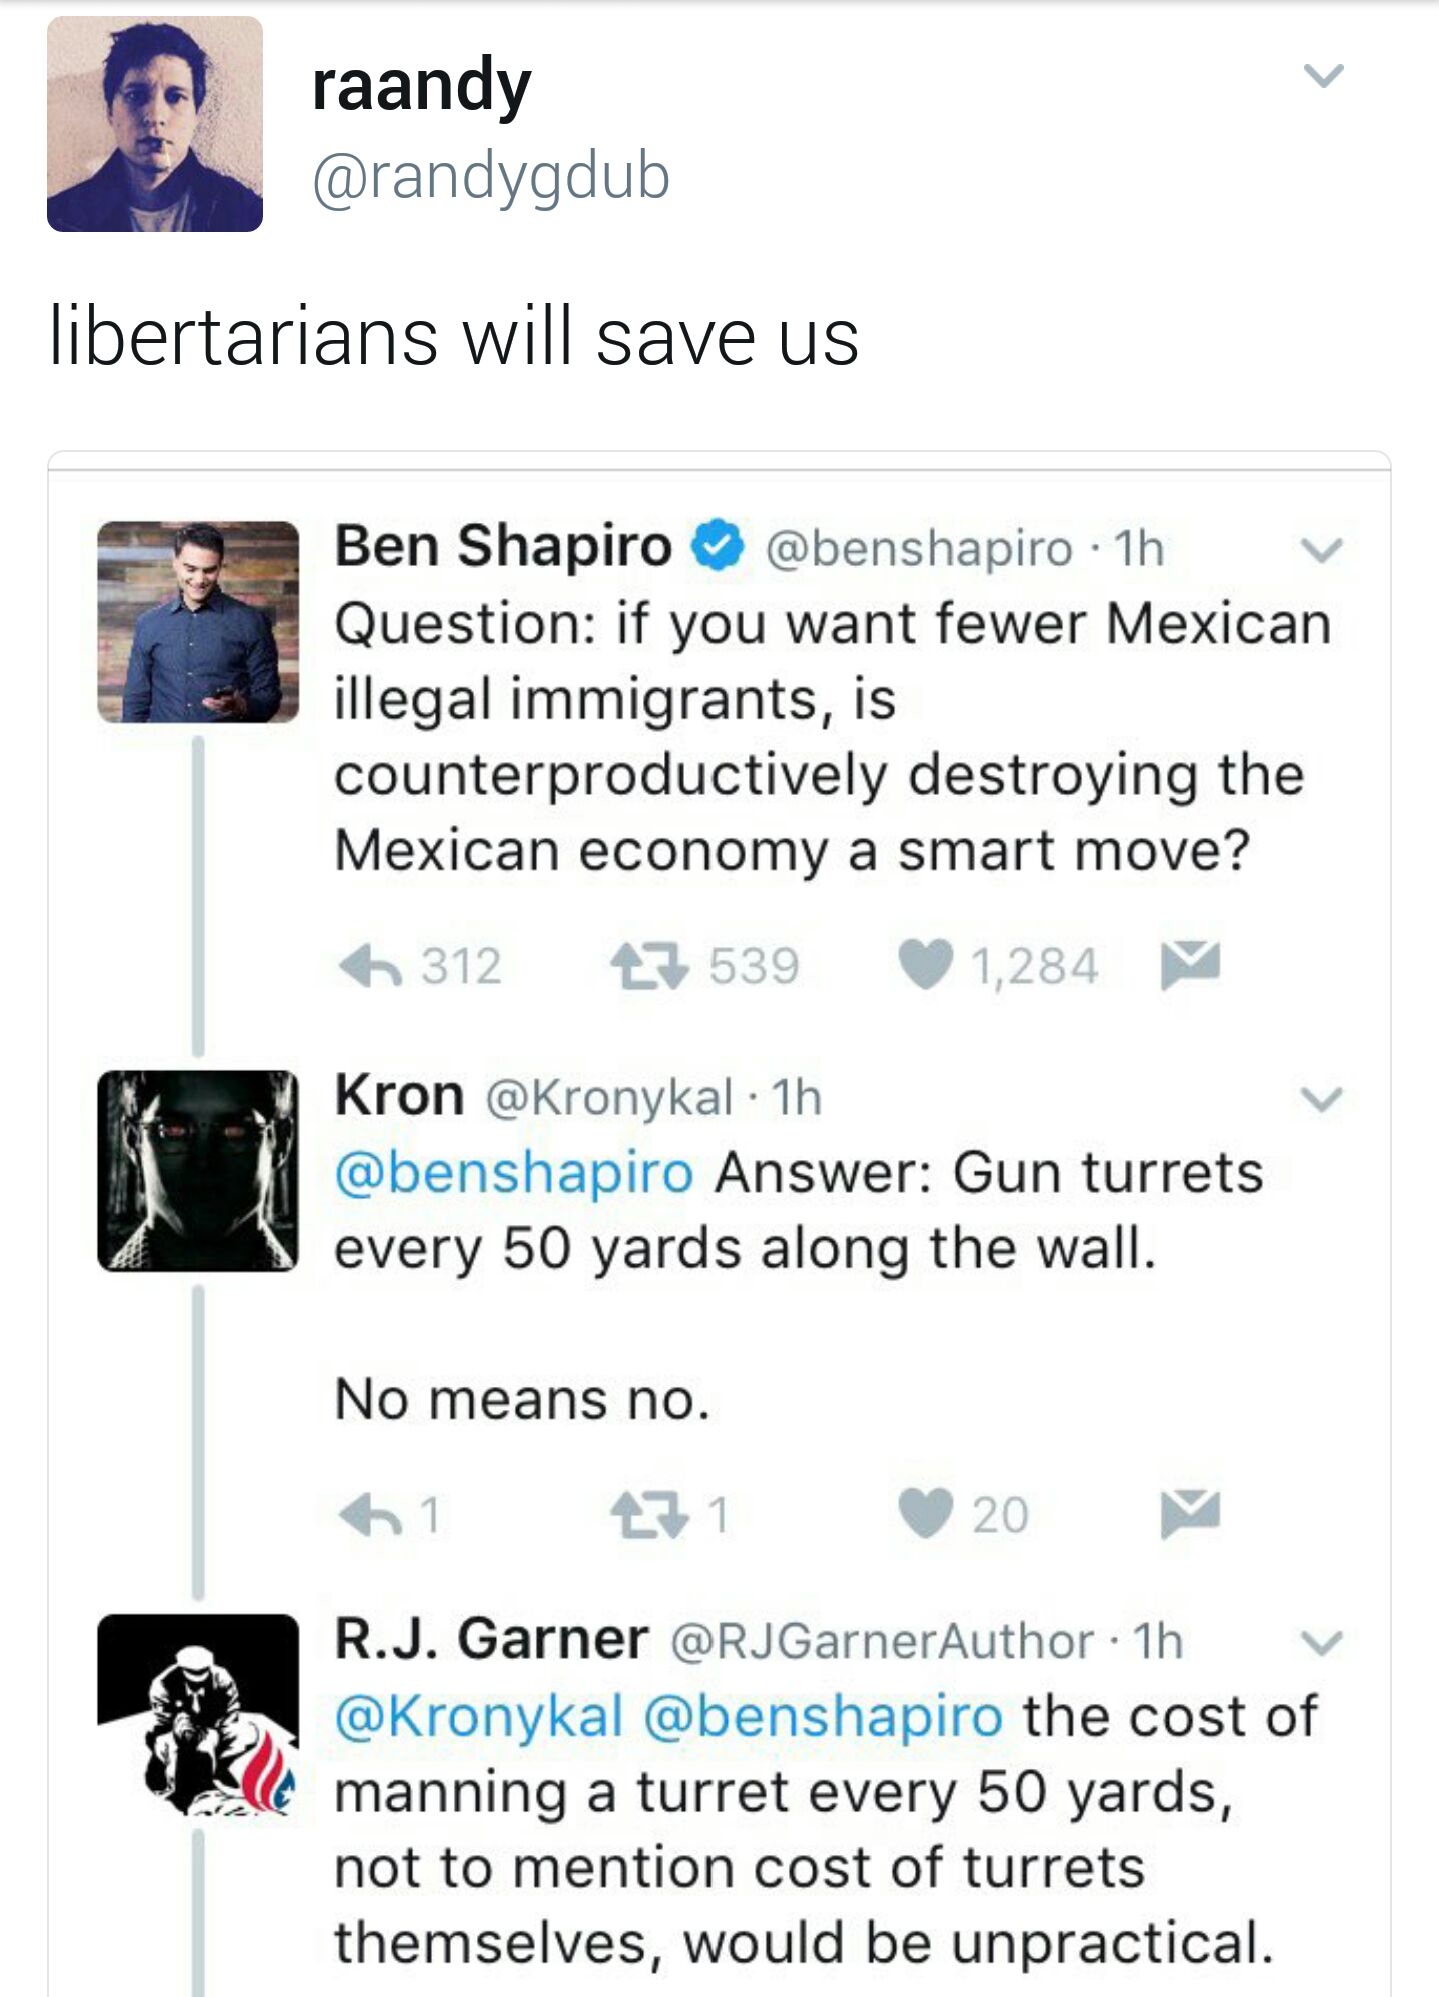 raandy
@randygdub
libertarians will save us
Ben Shapiro @benshapiro · 1h
Question: if you want fewer Mexican
illegal immigrants, is
counterproductively destroying the
Mexican economy a smart move?
312 539 1,284
Kron @Kronykal · 1h
@benshapiro Answer: Gun turrets
every 50 yards along the wall.
No means no.
1 1 20
R.J. Garner @RJGarnerAuthor · 1h
@Kronykal @benshapiro the cost of
manning a turret every 50 yards,
not to mention cost of turrets
themselves, would be unpractical.